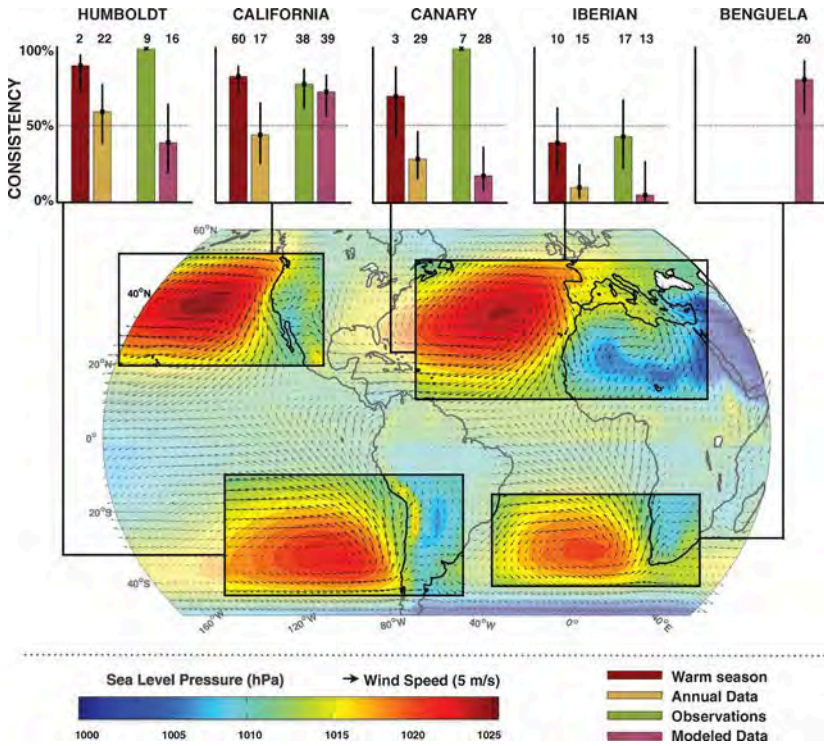 HUMBOLDT CALIFORNIA CANARY IBERIAN BENGUELA
2 22 9 16 60 17 38 39 3 29 7 28 10 15 17 13 20
100%
50%
0%
CONSISTENCY
60°N
40°N
20°N
0°
20°S
40°S
160°W 120°W 80°W 40°W 0° 40°E
Sea Level Pressure (hPa) Wind Speed (5 m/s)
1000 1005 1010 1015 1020 1025
Warm season
Annual Data
Observations
Modeled Data